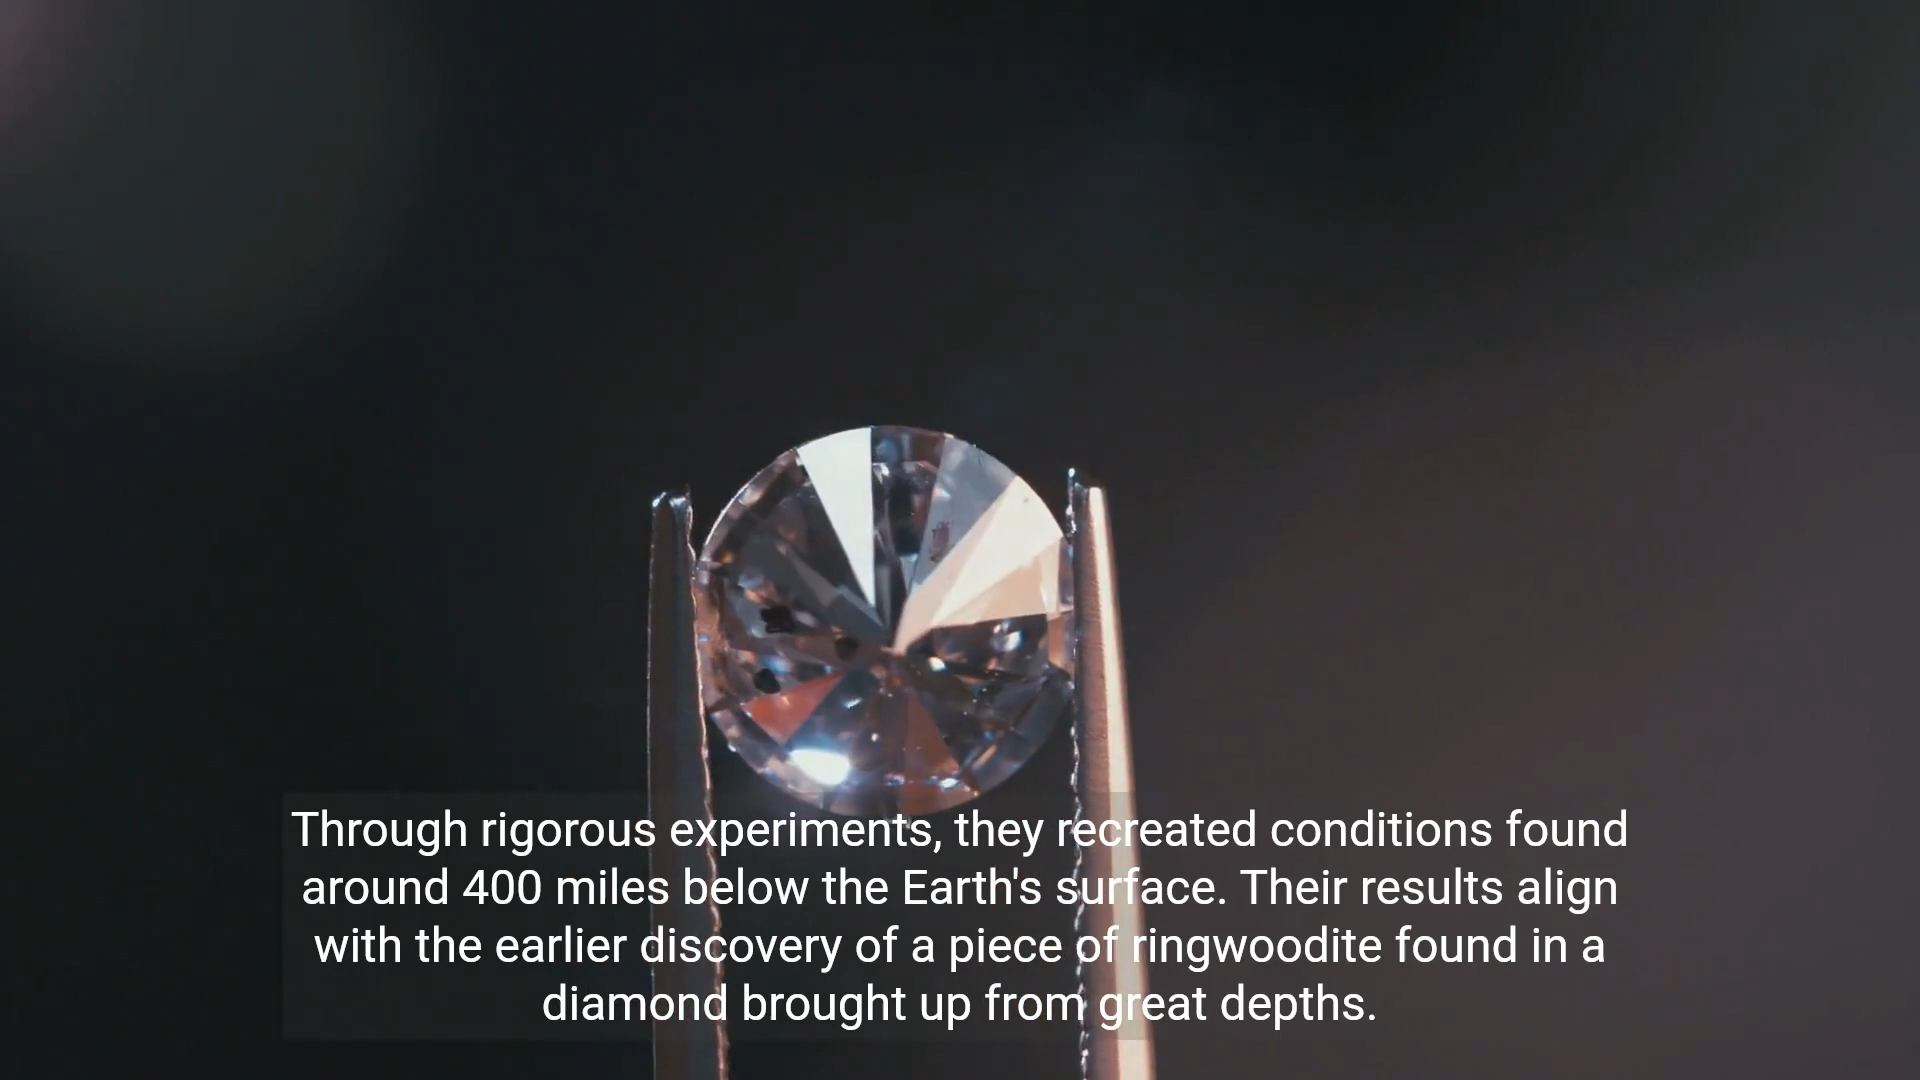 Through rigorous experiments, they recreated conditions found
around 400 miles below the Earth's surface. Their results align
with the earlier discovery of a piece of ringwoodite found in a
diamond brought up from great depths.